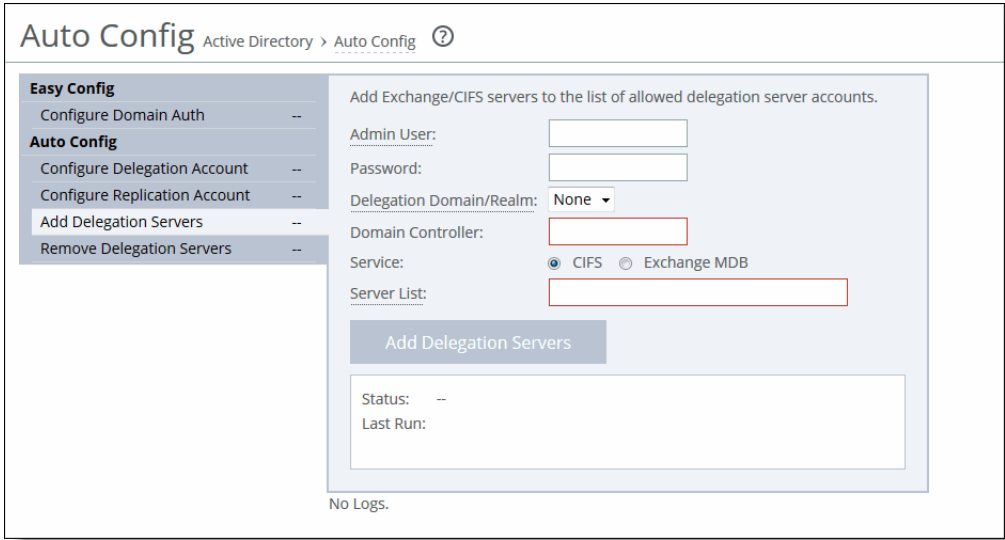 Auto Config Active Directory › Auto Config ?
Easy Config
Configure Domain Auth --
Auto Config
Configure Delegation Account --
Configure Replication Account --
Add Delegation Servers --
Remove Delegation Servers --
Add Exchange/CIFS servers to the list of allowed delegation server accounts.
Admin User:
Password:
Delegation Domain/Realm: None
Domain Controller:
Service: CIFS Exchange MDB
Server List:
Add Delegation Servers
Status: --
Last Run:
No Logs.